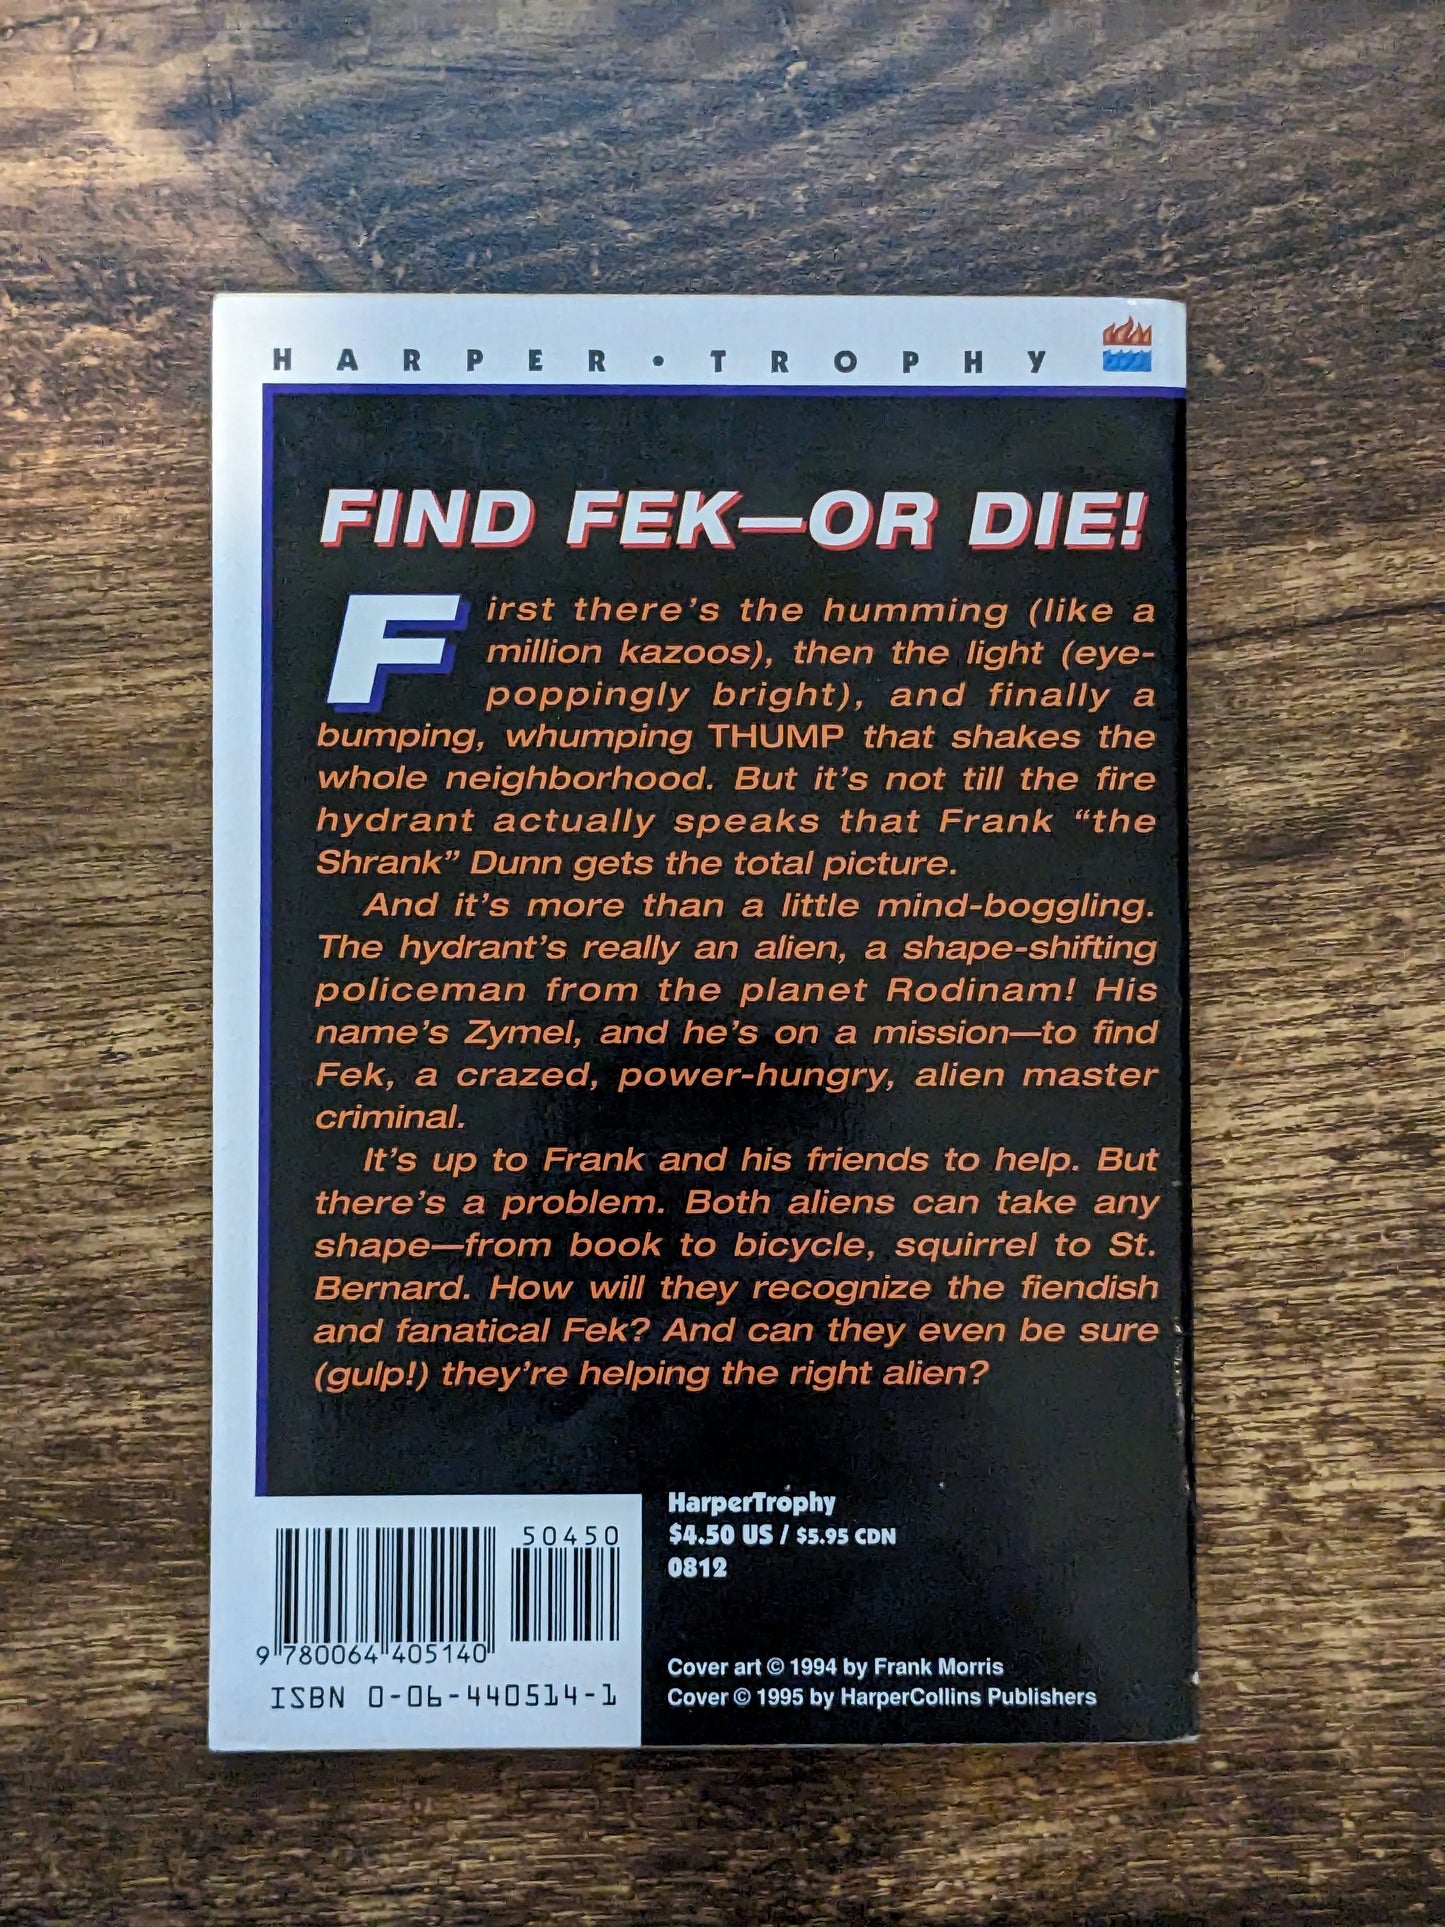 HARPER•TROPHY
FIND FEK—OR DIE!
First there's the humming (like a
million kazoos), then the light (eye-
poppingly bright), and finally a
bumping, whumping THUMP that shakes the
whole neighborhood. But it's not till the fire
hydrant actually speaks that Frank “the
Shrank” Dunn gets the total picture.
And it's more than a little mind-boggling.
The hydrant's really an alien, a shape-shifting
policeman from the planet Rodinam! His
name's Zymel, and he's on a mission—to find
Fek, a crazed, power-hungry, alien master
criminal.
It's up to Frank and his friends to help. But
there's a problem. Both aliens can take any
shape—from book to bicycle, squirrel to St.
Bernard. How will they recognize the fiendish
and fanatical Fek? And can they even be sure
(gulp!) they're helping the right alien?
HarperTrophy
$4.50 US / $5.95 CDN
0812
50450
9 780064 405140
ISBN 0-06-440514-1
Cover art © 1994 by Frank Morris
Cover © 1995 by HarperCollins Publishers